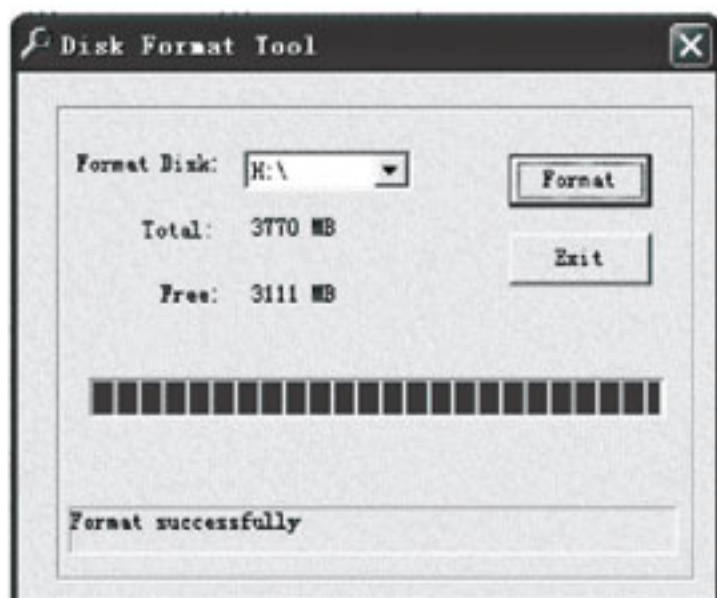 Disk Format Tool
Format Disk: H:\
Format
Total: 3770 MB
Exit
Free: 3111 MB
Format successfully